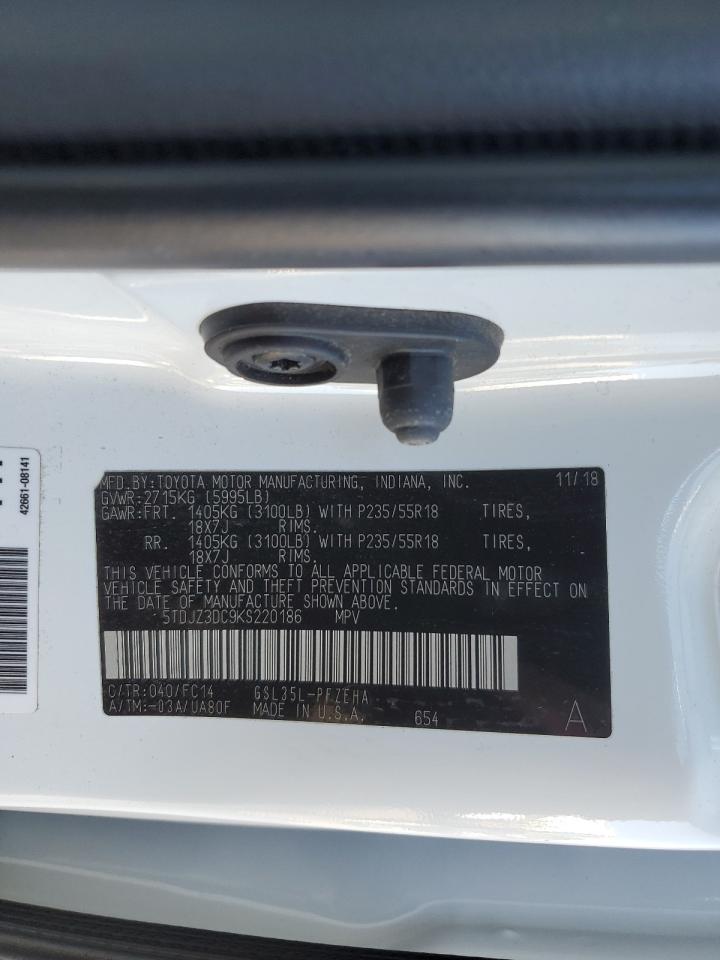 MFD.BY:TOYOTA MOTOR MANUFACTURING, INDIANA, INC. 11/18
GVWR:2715KG (5995LB)
GAWR:FRT. 1405KG (3100LB) WITH P235/55R18 TIRES,
18X7J RIMS.
RR. 1405KG (3100LB) WITH P235/55R18 TIRES,
18X7J RIMS.
THIS VEHICLE CONFORMS TO ALL APPLICABLE FEDERAL MOTOR
VEHICLE SAFETY AND THEFT PREVENTION STANDARDS IN EFFECT ON
THE DATE OF MANUFACTURE SHOWN ABOVE.
5TDJZ3DC9KS220186 MPV
C/TR:040/FC14 GSL35L-PFZEHA
A/TM:-03A/UA80F MADE IN U.S.A. 654 A
42661-08141